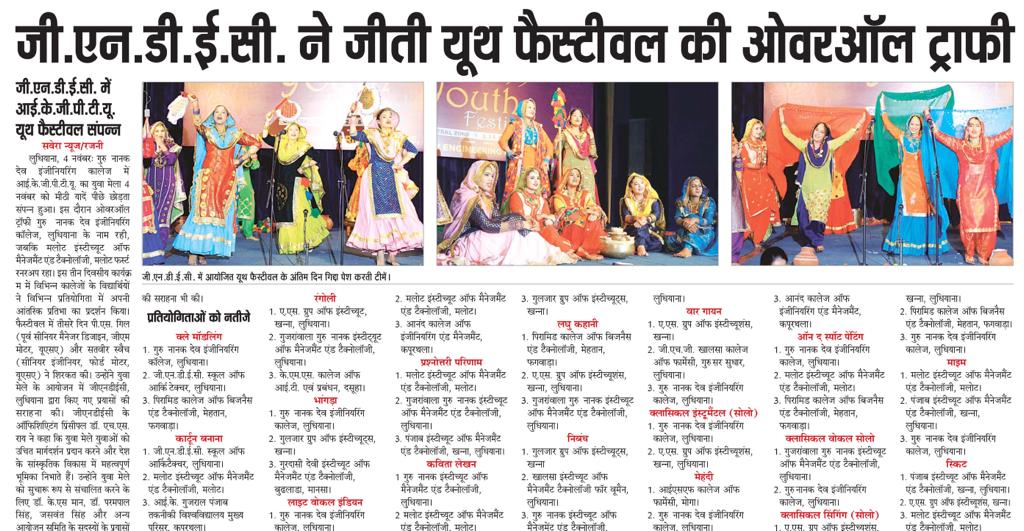 जी.एन.डी.ई.सी. ने जीती यूथ फैस्टीवल की ओवरऑल ट्राफी
जी.एन.डी.ई.सी. में
आई.के.जी.पी.टी.यू.
यूथ फैस्टीवल संपन्न
सवेरा न्यूज/रजनी
लुधियाना, 4 नवंबर: गुरु नानक
देव इंजीनियरिंग कालेज में
आई.के.जी.पी.टी.यू. का युवा मेला 4
नवंबर को मीठी यादें पीछे छोड़ता
संपन्न हुआ। इस दौरान ओवरऑल
ट्रॉफी गुरु नानक देव इंजीनियरिंग
कॉलेज, लुधियाना के नाम रही,
जबकि मलोट इंस्टीच्यूट ऑफ
मैनेजमैंट एंड टैक्नोलॉजी, मलोट फर्स्ट
रनरअप रहा। इस तीन दिवसीय कार्यक्र
म में विभिन्न कालेजों के विद्यार्थियों
ने विभिन्न प्रतियोगिता में अपनी
आंतरिक प्रतिभा का प्रदर्शन किया।
फैस्टीवल में तीसरे दिन पी.एस. गिल
(पूर्व सीनियर मैनेजर डिजाइन, जीएम
मोटर, यूएसए) और सतबीर स्वैच
(सीनियर इंजीनियर, फोर्ड मोटर,
यूएसए) ने शिरकत की। उन्होंने युवा
मेले के आयोजन में जीएनडीईसी,
लुधियाना द्वारा किए गए प्रयासों की
सराहना की। जीएनडीईसी के
ऑफिशिएटिंग प्रिंसीपल डॉ. एच.एस.
राय ने कहा कि युवा मेले युवाओं को
उचित मार्गदर्शन प्रदान करने और देश
के सांस्कृतिक विकास में महत्वपूर्ण
भूमिका निभाते हैं। उन्होंने युवा मेले
को सुचारू रूप से संचालित करने के
लिए डॉ. के.एस मान, डॉ. परमपाल
सिंह, जसवंत सिंह और अन्य
आयोजन समिति के सदस्यों के प्रयासों
Youth
Festi
ENGINEERING
जी.एन.डी.ई.सी. में आयोजित यूथ फैस्टीवल के अंतिम दिन गिद्दा पेश करती टीमें।
की सराहना भी की।
प्रतियोगिताओं को नतीजे
क्ले मॉडलिंग
1. गुरु नानक देव इंजीनियरिंग
कॉलेज, लुधियाना।
2. जी.एन.डी.ई.सी. स्कूल ऑफ
आर्किटेक्चर, लुधियाना।
3. पिरामिड कालेज ऑफ बिजनैस
एंड टैक्नोलॉजी, मेहतान,
फगवाड़ा।
कार्टून बनाना
1. जी.एन.डी.ई.सी. स्कूल ऑफ
आर्किटैक्चर, लुधियाना।
2. मलोट इंस्टीच्यूट ऑफ मैनेजमैंट
एंड टैक्नोलॉजी, मलोट।
3. आई.के. गुजराल पंजाब
तकनीकी विश्वविद्यालय मुख्य
परिसर, कपूरथला।
रंगोली
1. ए.एस. ग्रुप ऑफ इंस्टीच्यूट,
खन्ना, लुधियाना।
2. गुजरांवाला गुरु नानक इंस्टीट्यूट
ऑफ मैनेजमैंट एंड टैक्नोलॉजी,
लुधियाना।
3. के.एम.एस. कालेज ऑफ
आई.टी. एवं प्रबंधन, दसूहा।
भांगड़ा
1. गुरु नानक देव इंजीनियरिंग
कॉलेज, लुधियाना।
2. गुलजार ग्रुप ऑफ इंस्टीच्यूट्स,
खन्ना।
3. गुरदासी देवी इंस्टीच्यूट ऑफ
मैनेजमैंट एंड टैक्नोलॉजी,
बुढलाडा, मानसा।
लाइट वोकल इंडियन
1. गुरु नानक देव इंजीनियरिंग
कॉलेज, लुधियाना।
2. मलोट इंस्टीच्यूट ऑफ मैनेजमैंट
एंड टैक्नोलॉजी, मलोट।
3. आनंद कॉलेज ऑफ
इंजीनियरिंग एंड मैनेजमैंट,
कपूरथला।
प्रश्नोत्तरी परिणाम
1. मलोट इंस्टीच्यूट ऑफ मैनेजमैंट
एंड टैक्नोलॉजी, मलोट।
2. गुजरांवाला गुरु नानक इंस्टीच्यूट
ऑफ मैनेजमैंट एंड टैक्नोलॉजी,
लुधियाना।
3. पंजाब इंस्टीच्यूट ऑफ मैनेजमैंट
एंड टैक्नोलॉजी, खन्ना, लुधियाना।
कविता लेखन
1. गुरु नानक इंस्टीच्यूट ऑफ
मैनेजमैंट एंड टैक्नोलॉजी,
लुधियाना।
2. मलोट इंस्टीच्यूट ऑफ मैनेजमैंट
एंड टैक्नोलॉजी, मलोट।
3. गुलजार ग्रुप ऑफ इंस्टीच्यूट्स,
खन्ना।
लघु कहानी
1. पिरामिड कालेज ऑफ बिजनैस
एंड टैक्नोलॉजी, मेहतान,
फगवाड़ा।
2. ए.एस. ग्रुप ऑफ इंस्टीच्यूशंस,
खन्ना, लुधियाना।
3. गुजरांवाला गुरु नानक इंस्टीच्यूट
ऑफ मैनेजमैंट एंड टैक्नोलॉजी,
लुधियाना।
निबंध
1. गुलजार ग्रुप ऑफ इंस्टीच्यूट्स,
खन्ना।
2. खालसा इंस्टीच्यूट ऑफ मैनेजमैंट
एंड टैक्नोलॉजी फॉर वूमैन,
लुधियाना।
3. गुरु नानक इंस्टीच्यूट ऑफ
मैनेजमैंट एंड टैक्नोलॉजी,
लुधियाना।
वार गायन
1. ए.एस. ग्रुप ऑफ इंस्टीच्यूशंस,
खन्ना, लुधियाना।
2. जी.एच.जी. खालसा कालेज
ऑफ फार्मेसी, गुरुसर सुधार,
लुधियाना।
3. गुरु नानक देव इंजीनियरिंग
कालेज, लुधियाना।
क्लासिकल इंस्ट्रूमैंटल (सोलो)
1. गुरु नानक देव इंजीनियरिंग
कालेज, लुधियाना।
2. ए.एस. ग्रुप ऑफ इंस्टीच्यूशंस,
खन्ना, लुधियाना।
मेहंदी
1. आईएसएफ कालेज ऑफ
फार्मेसी, मोगा।
2. गुरु नानक देव इंजीनियरिंग
कालेज, लुधियाना।
3. आनंद कालेज ऑफ
इंजीनियरिंग एंड मैनेजमैंट,
कपूरथला।
ऑन द स्पॉट पेंटिंग
1. गुरु नानक देव इंजीनियरिंग
कॉलेज, लुधियाना।
2. मलोट इंस्टीच्यूट ऑफ मैनेजमैंट
एंड टैक्नोलॉजी, मलोट।
3. पिरामिड कालेज ऑफ बिजनैस
एंड टैक्नोलॉजी, मेहतान,
फगवाड़ा।
क्लासिकल वोकल सोलो
1. गुजरांवाला गुरु नानक इंस्टीच्यूट
ऑफ मैनेजमैंट एंड टैक्नोलॉजी,
लुधियाना।
2. गुरु नानक देव इंजीनियरिंग
कॉलेज, लुधियाना।
क्लासिकल सिंगिंग (सोलो)
1. ए.एस. ग्रुप ऑफ इंस्टीच्यूशंस,
खन्ना, लुधियाना।
2. पिरामिड कॉलेज ऑफ बिजनैस
एंड टैक्नोलॉजी, मेहतान, फगवाड़ा।
3. गुरु नानक देव इंजीनियरिंग
कालेज, लुधियाना।
माइम
1. मलोट इंस्टीच्यूट ऑफ मैनेजमैंट
एंड टैक्नोलॉजी, मलोट।
2. पंजाब इंस्टीच्यूट ऑफ मैनेजमैंट
एंड टैक्नोलॉजी, खन्ना,
लुधियाना।
3. गुरु नानक देव इंजीनियरिंग
कॉलेज, लुधियाना।
स्किट
1. पंजाब इंस्टीच्यूट ऑफ मैनेजमैंट
एंड टैक्नोलॉजी, खन्ना, लुधियाना।
2. ए.एस. ग्रुप ऑफ इंस्टीच्यूशंस,
खन्ना, लुधियाना।
3. मलोट इंस्टीच्यूट ऑफ मैनेजमैंट
एंड टैक्नोलॉजी, मलोट।